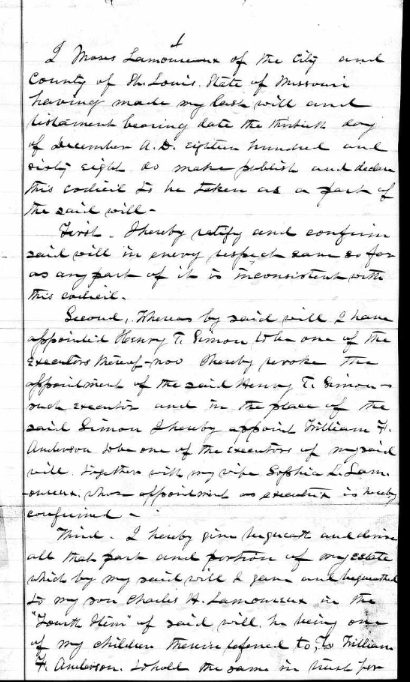 I Moses Lamoureux of the City and
County of St. Louis. State of Missouri
having made my last will and
testament bearing date the thirtieth day
of December A.D. eighteen hundred and
sixty eight do make publish and declare
this codicil to be taken as a part of
the said will -
First. I hereby ratify and confirm
said will in every respect save so far
as any part of it is inconsistent with
this codicil.
Second, Whereas by said will I have
appointed Henry T. Simon to be one of the
executors thereof - now I hereby revoke the
appointment of the said Henry T. Simon as
such executor and in the place of the
said Simon I hereby appoint William F.
Anderson to be one of the executors of my said
will. together with my wife Sophia L. Lam-
oureux. whose appointment as executrix is hereby
confirmed -
Third. I hereby give bequeath and devise
all that part and portion of my estate
which by my said will I gave and bequeathed
to my son Charles H. Lamoureux in the
"Fourth Item" of said will he being one
of my children therein referred to, to William
F. Anderson. To hold the same in trust for